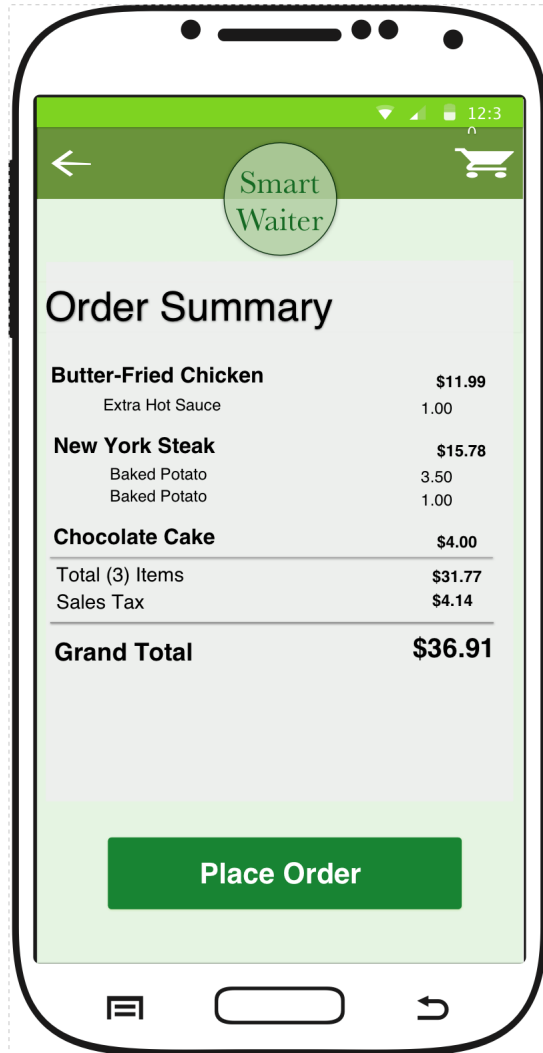 12:3
Smart
Waiter
Order Summary
Butter-Fried Chicken $11.99
Extra Hot Sauce 1.00
New York Steak $15.78
Baked Potato 3.50
Baked Potato 1.00
Chocolate Cake $4.00
Total (3) Items $31.77
Sales Tax $4.14
Grand Total $36.91
Place Order